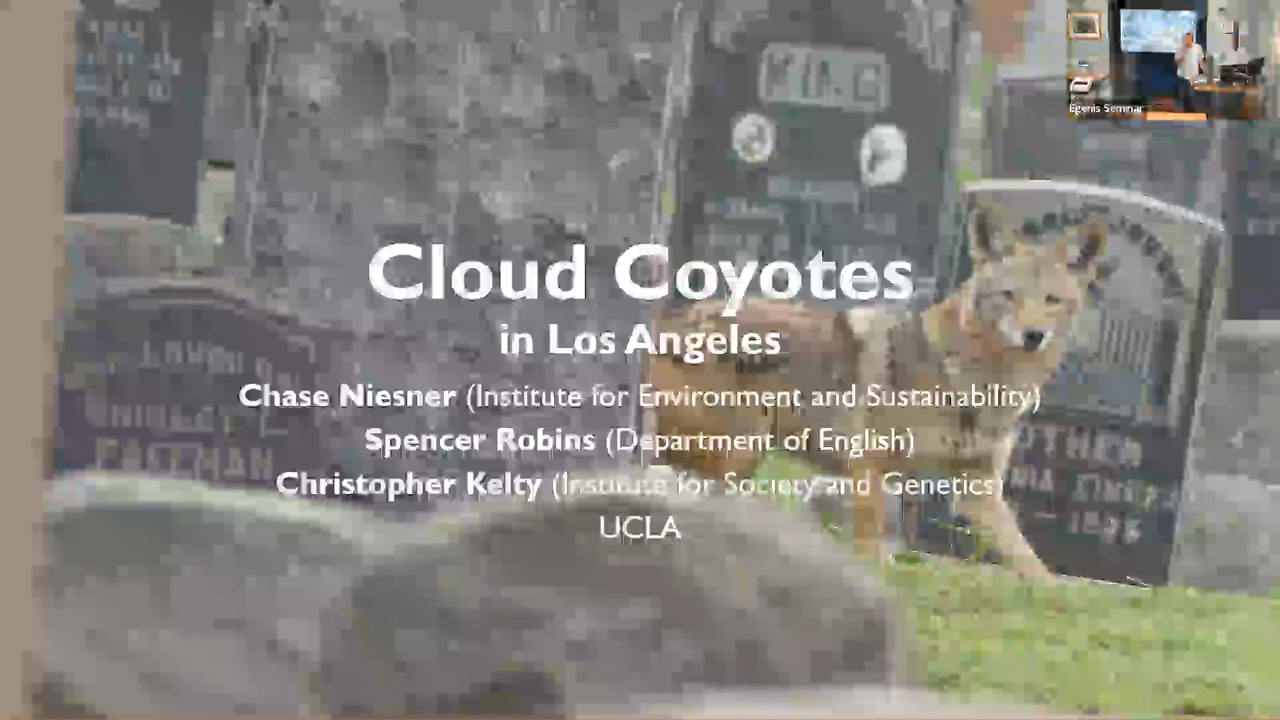 Egenis Seminar
KING
Cloud Coyotes
in Los Angeles
Chase Niesner (Institute for Environment and Sustainability)
Spencer Robins (Department of English)
Christopher Kelty (Institute for Society and Genetics)
UCLA